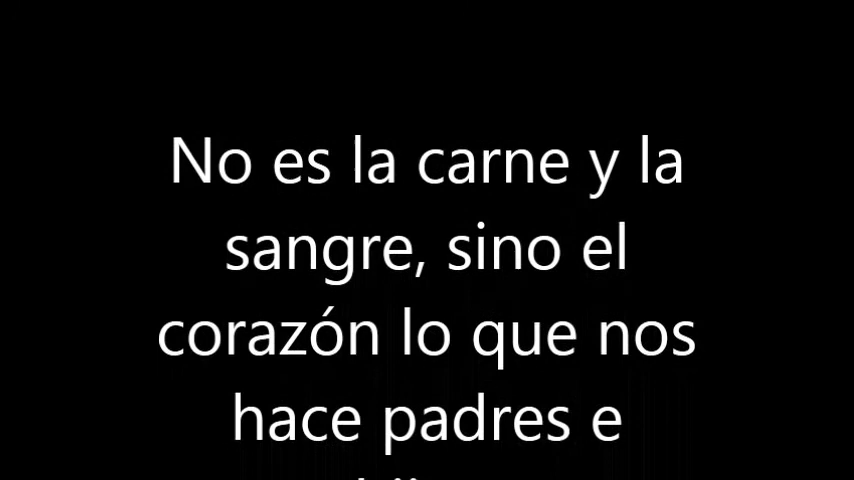 No es la carne y la
sangre, sino el
corazón lo que nos
hace padres e